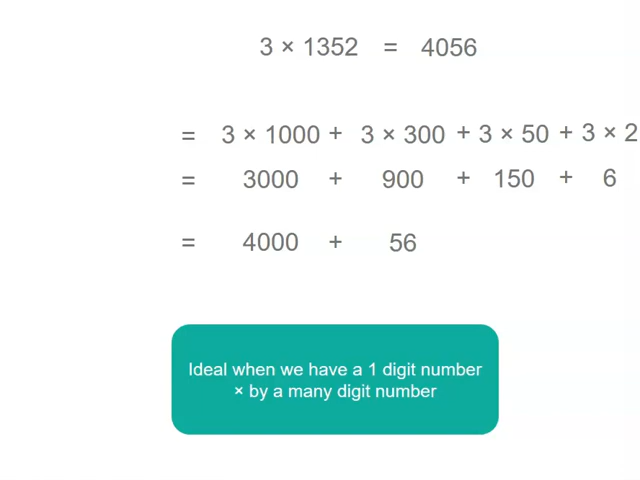 3 × 1352 = 4056
= 3 × 1000 + 3 × 300 + 3 × 50 + 3 × 2
= 3000 + 900 + 150 + 6
= 4000 + 56
Ideal when we have a 1 digit number
× by a many digit number